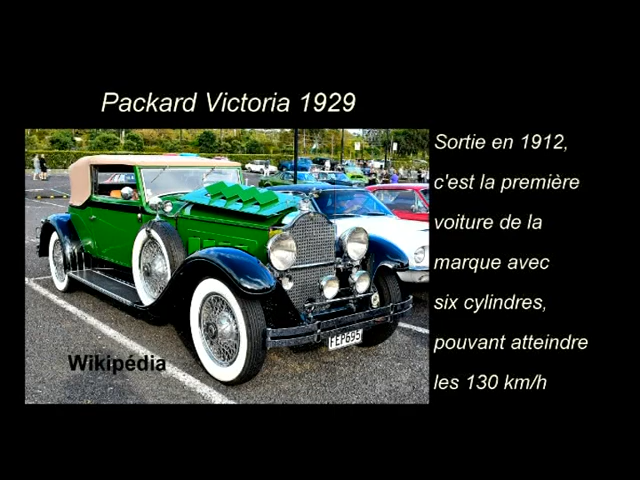 Packard Victoria 1929
Sortie en 1912,
c'est la première
voiture de la
marque avec
six cylindres,
pouvant atteindre
les 130 km/h
FEP695
Wikipédia